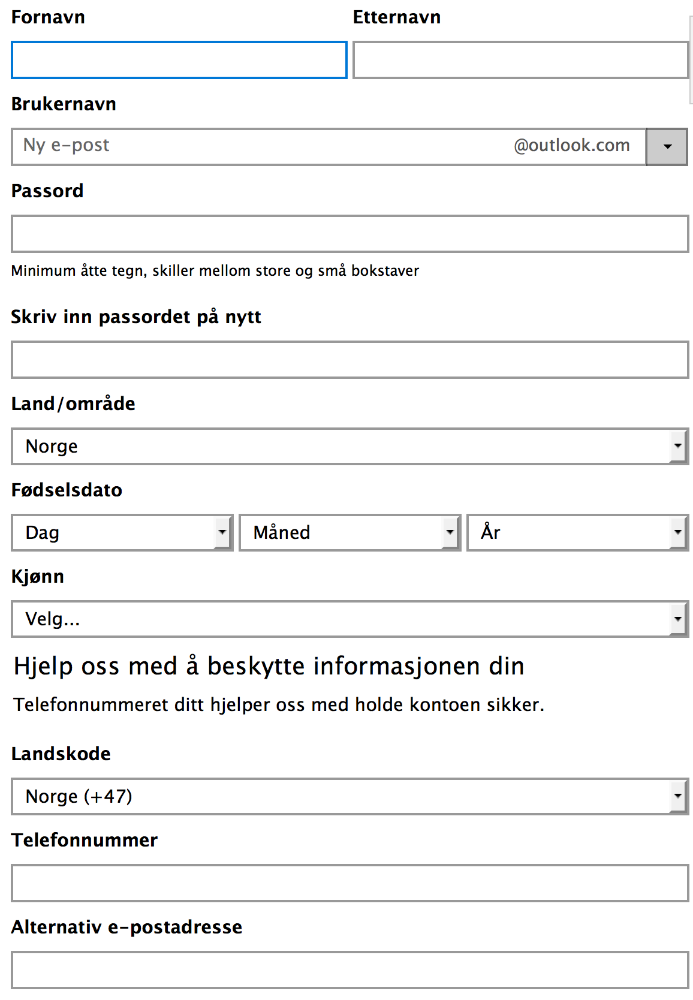 Fornavn Etternavn
Brukernavn
Ny e-post @outlook.com
Passord
Minimum åtte tegn, skiller mellom store og små bokstaver
Skriv inn passordet på nytt
Land/område
Norge
Fødselsdato
Dag Måned År
Kjønn
Velg...
Hjelp oss med å beskytte informasjonen din
Telefonnummeret ditt hjelper oss med holde kontoen sikker.
Landskode
Norge (+47)
Telefonnummer
Alternativ e-postadresse